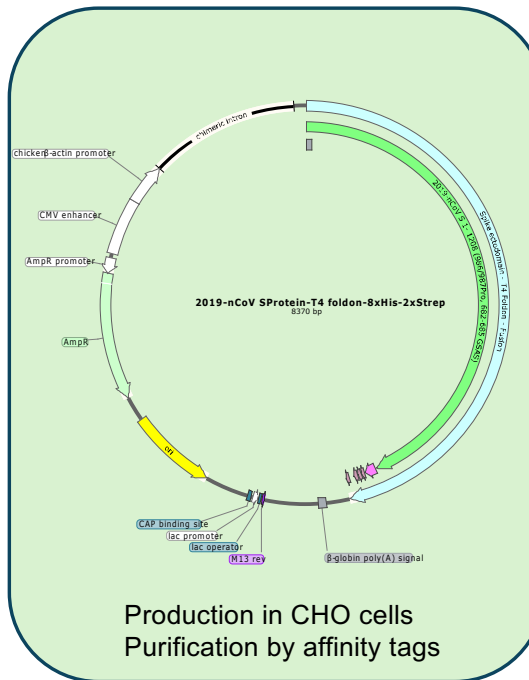 chimeric intron
chicken β-actin promoter
CMV enhancer
AmpR promoter
AmpR
ori
CAP binding site
lac promoter
lac operator
M13 rev
β-globin poly(A) signal
Spike ectodomain - T4 Foldon - Fusion
2019-nCoV S 1-1208 (986/987Pro, 682-685 GSAS)
2019-nCoV SProtein-T4 foldon-8xHis-2xStrep
8370 bp
Production in CHO cells
Purification by affinity tags